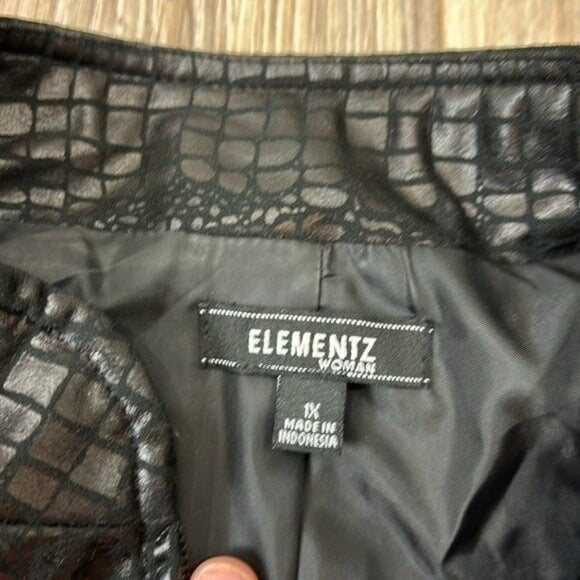 ELEMENTZ
WOMAN
1X
MADE IN
INDONESIA